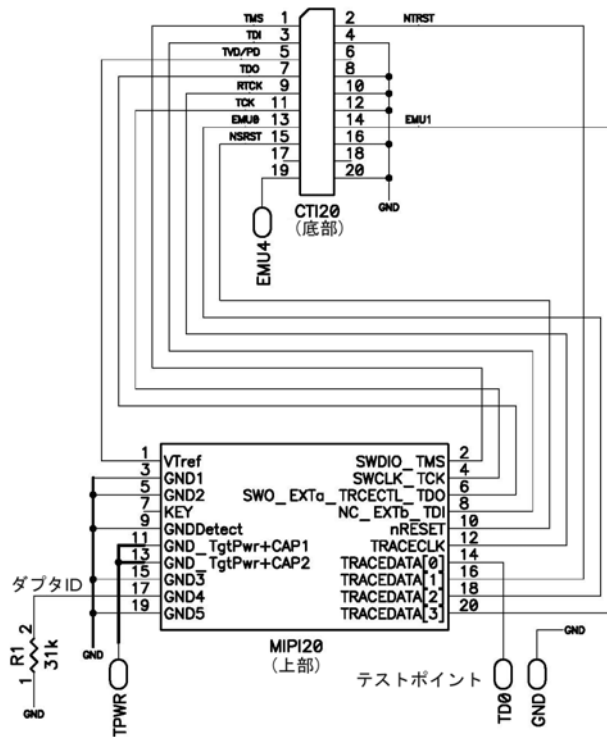 TMS 1 2 NTRST
TDI 3 4
TVD/PD 5 6
TDO 7 8
RTCK 9 10
TCK 11 12
EMU0 13 14 EMU1
NSRST 15 16
17 18
19 20
CTI20
(底部)
GND
EMU4
1 VTref SWDIO_TMS 2
3 GND1 SWCLK_TCK 4
5 GND2 SWO_EXTa_TRCECTL_TDO 6
7 KEY NC_EXTb_TDI 8
9 GNDDetect nRESET 10
11 GND_TgtPwr+CAP1 TRACECLK 12
13 GND_TgtPwr+CAP2 TRACEDATA[0] 14
15 GND3 TRACEDATA[1] 16
17 GND4 TRACEDATA[2] 18
19 GND5 TRACEDATA[3] 20
MIPI20
(上部)
ダプタID
R1
2
31k
1
GND
GND
TPWR
テストポイント
TD0
GND
GND